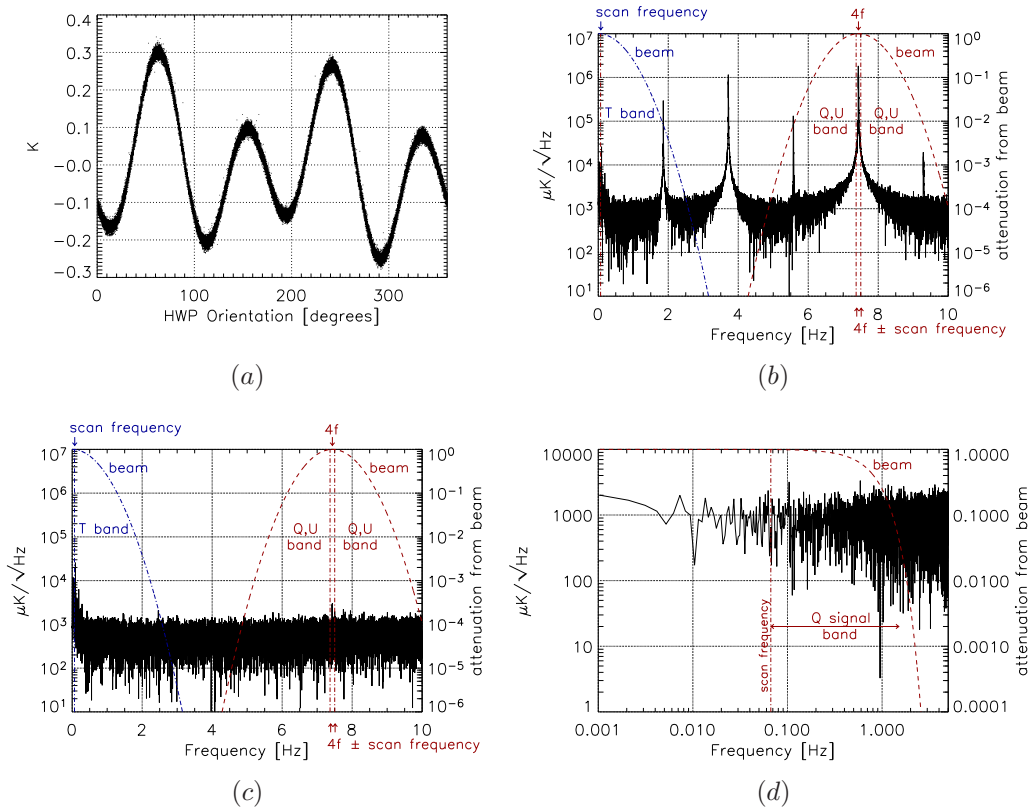 K
0.4
0.3
0.2
0.1
-0.0
-0.1
-0.2
-0.3
0 100 200 300
HWP Orientation [degrees]
(a)
scan frequency
4f
10^7 10^0
10^6 10^-1
10^5 10^-2
10^4 10^-3
10^3 10^-4
10^2 10^-5
10^1 10^-6
beam
beam
T band
Q,U band
Q,U band
μK/√Hz
attenuation from beam
0 2 4 6 8 10
Frequency [Hz]
4f ± scan frequency
(b)
scan frequency
4f
10^7 10^0
10^6 10^-1
10^5 10^-2
10^4 10^-3
10^3 10^-4
10^2 10^-5
10^1 10^-6
beam
beam
T band
Q,U band
Q,U band
μK/√Hz
attenuation from beam
0 2 4 6 8 10
Frequency [Hz]
4f ± scan frequency
(c)
10000 1.0000
1000 0.1000
100 0.0100
10 0.0010
1 0.0001
beam
Q signal
band
scan frequency
μK/√Hz
attenuation from beam
0.001 0.010 0.100 1.000
Frequency [Hz]
(d)